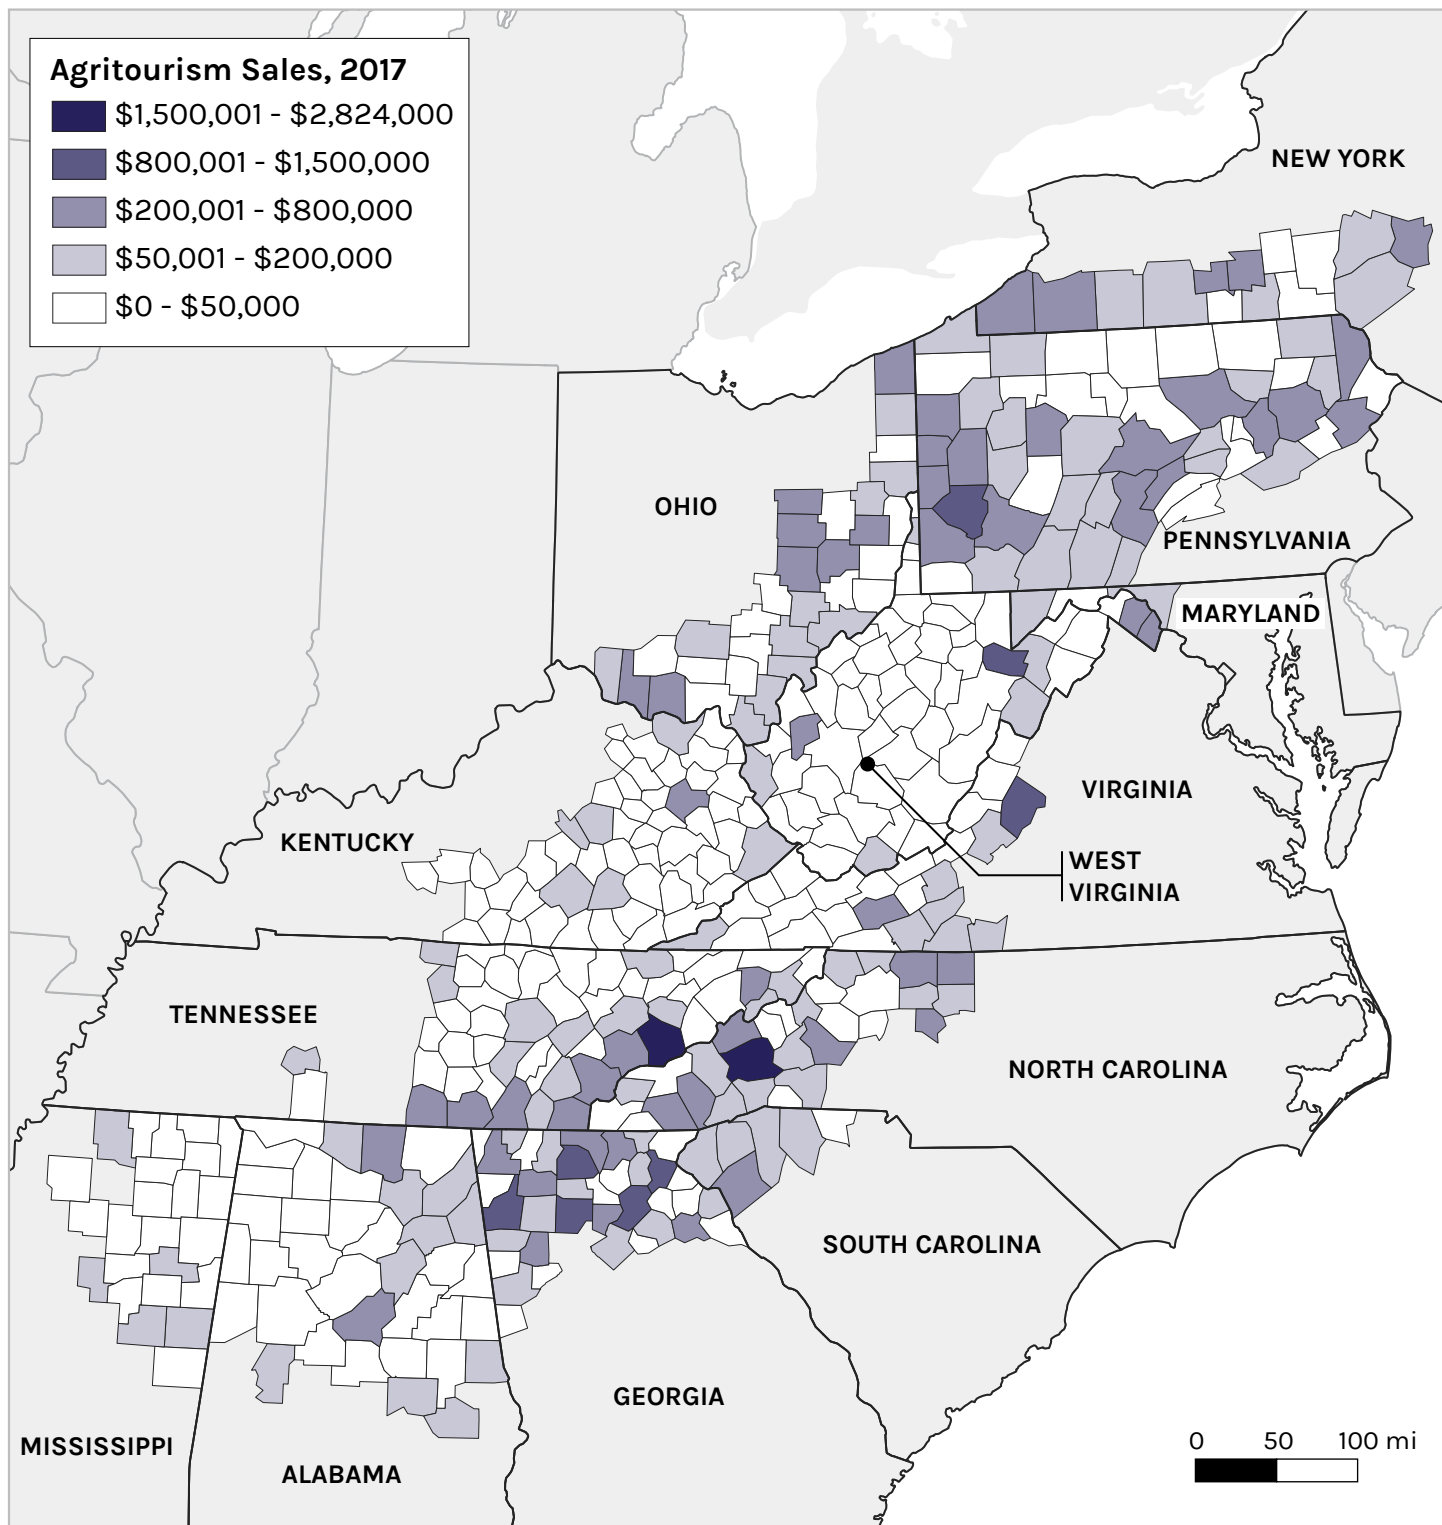 Agritourism Sales, 2017
$1,500,001 - $2,824,000
$800,001 - $1,500,000
$200,001 - $800,000
$50,001 - $200,000
$0 - $50,000
NEW YORK
OHIO
PENNSYLVANIA
MARYLAND
VIRGINIA
KENTUCKY
WEST
VIRGINIA
TENNESSEE
NORTH CAROLINA
SOUTH CAROLINA
GEORGIA
MISSISSIPPI
ALABAMA
0 50 100 mi